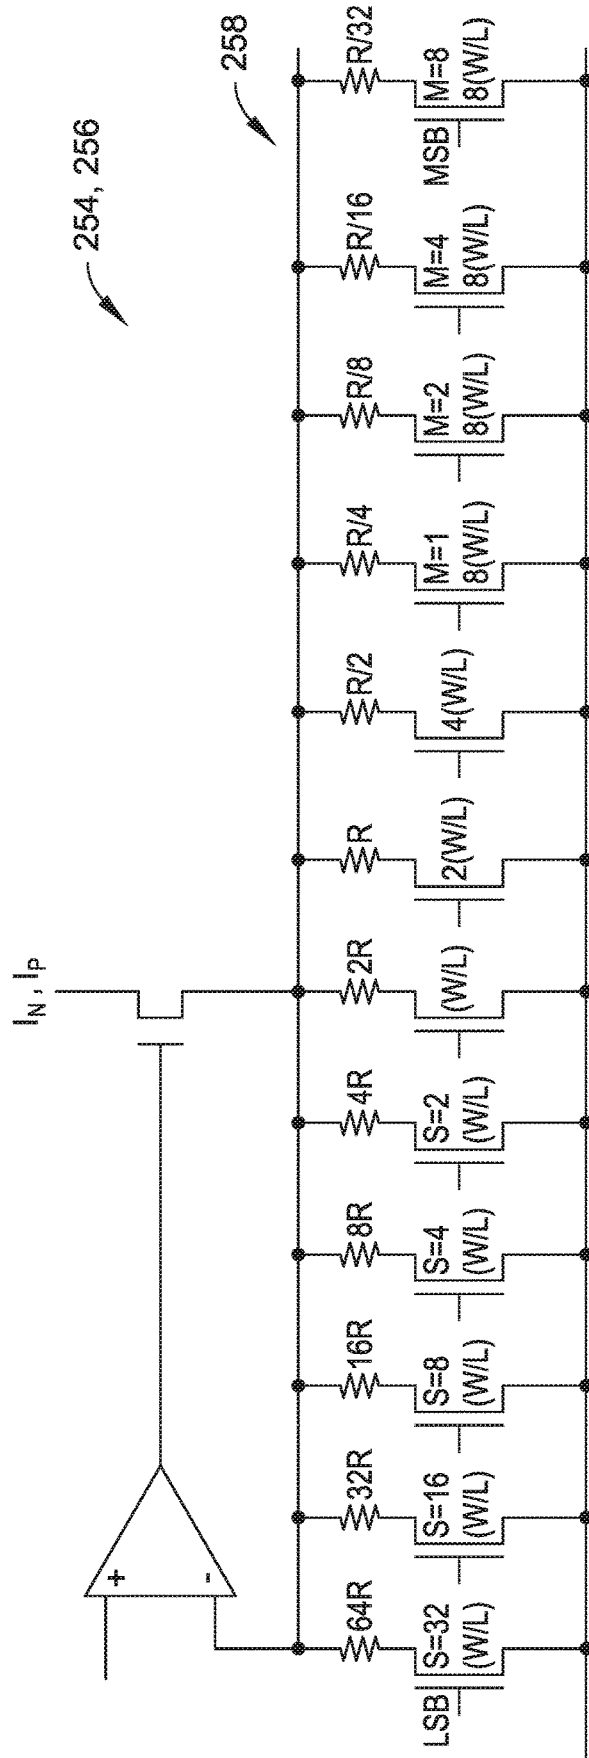 254, 256
258
I_N , I_P
+
-
64R
32R
16R
8R
4R
2R
R
R/2
R/4
R/8
R/16
R/32
LSB
S=32
(W/L)
S=16
(W/L)
S=8
(W/L)
S=4
(W/L)
S=2
(W/L)
(W/L)
2(W/L)
4(W/L)
M=1
8(W/L)
M=2
8(W/L)
M=4
8(W/L)
MSB
M=8
8(W/L)